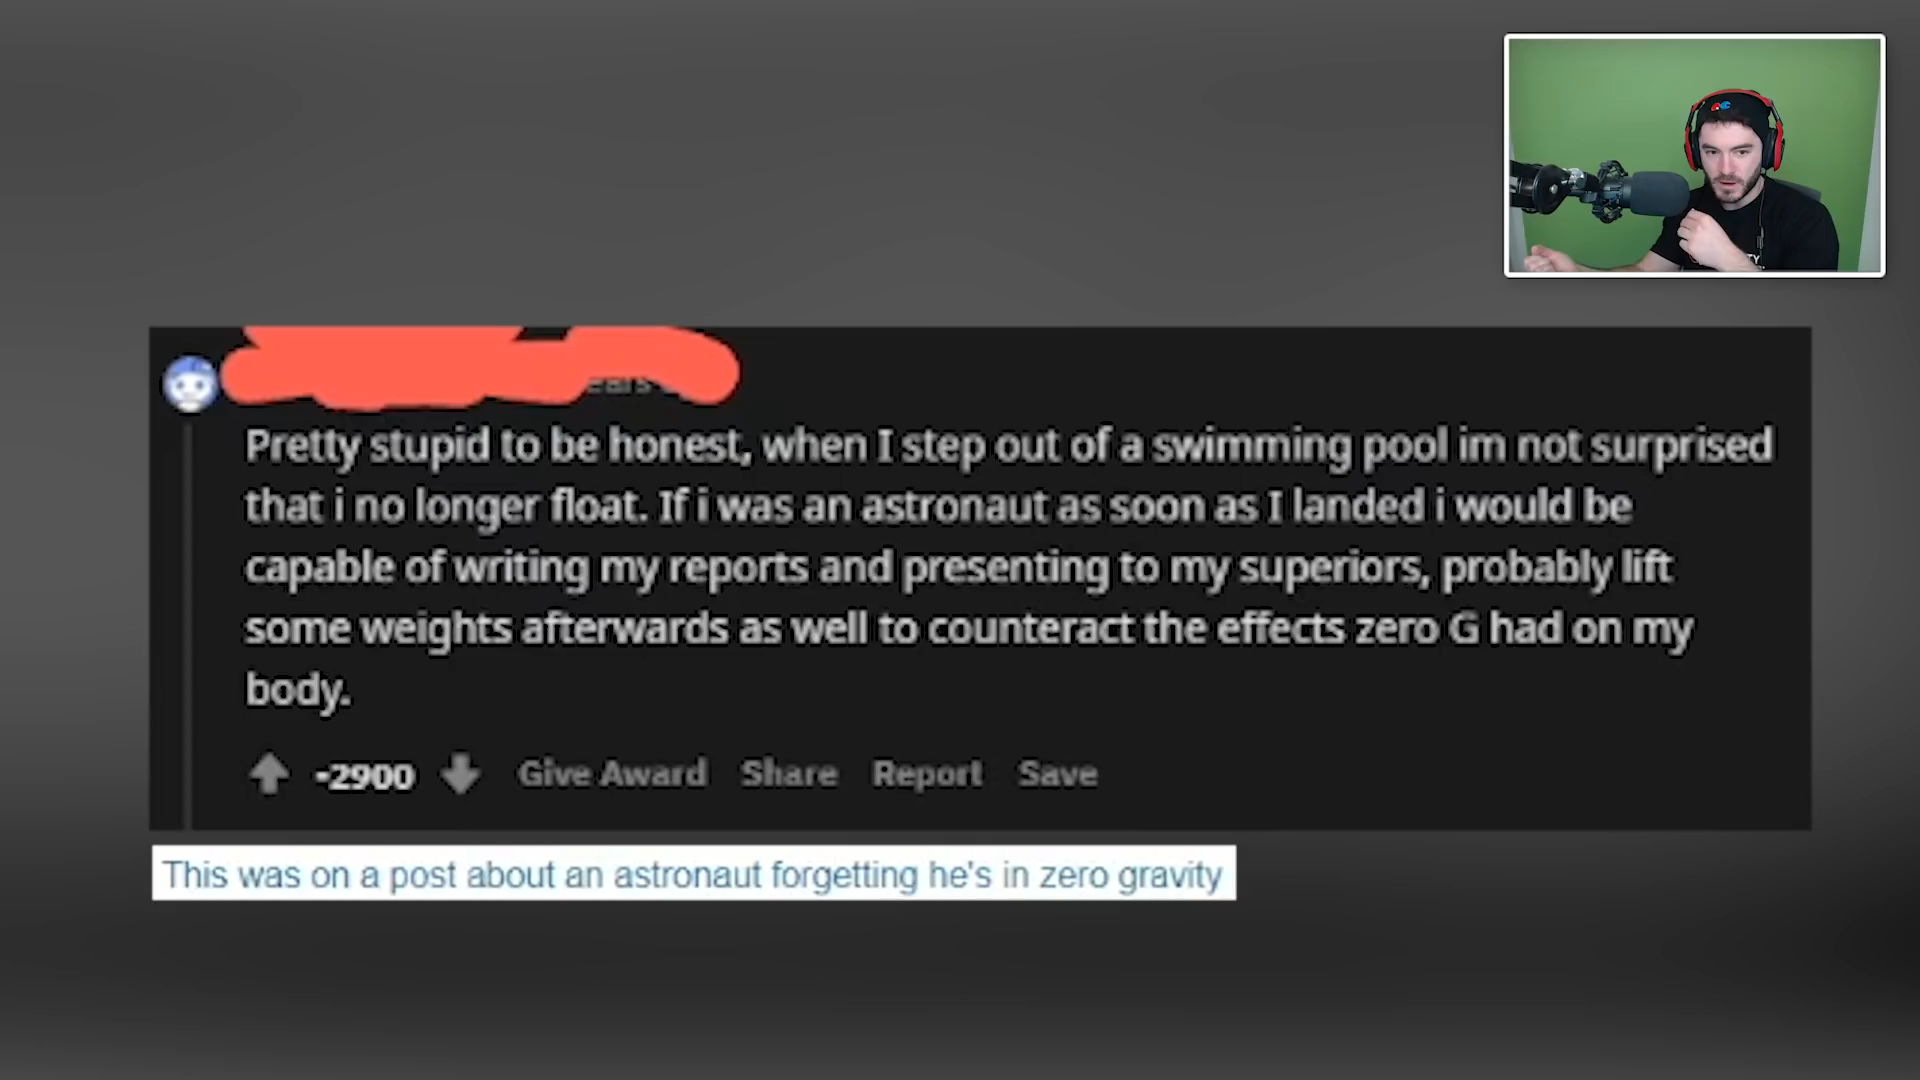 Pretty stupid to be honest, when I step out of a swimming pool im not surprised
that i no longer float. If i was an astronaut as soon as I landed i would be
capable of writing my reports and presenting to my superiors, probably lift
some weights afterwards as well to counteract the effects zero G had on my
body.
-2900 Give Award Share Report Save
This was on a post about an astronaut forgetting he's in zero gravity